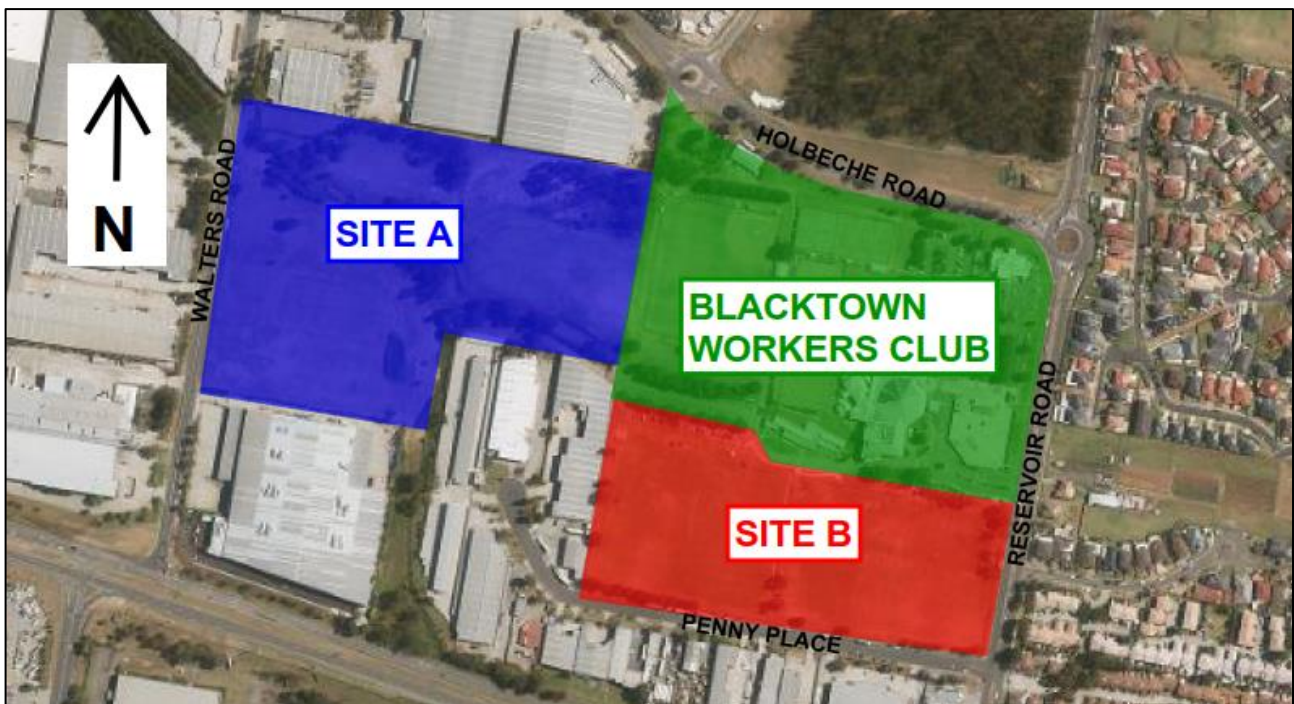 N
WALTERS ROAD
SITE A
HOLBECHE ROAD
BLACKTOWN
WORKERS CLUB
RESERVOIR ROAD
SITE B
PENNY PLACE